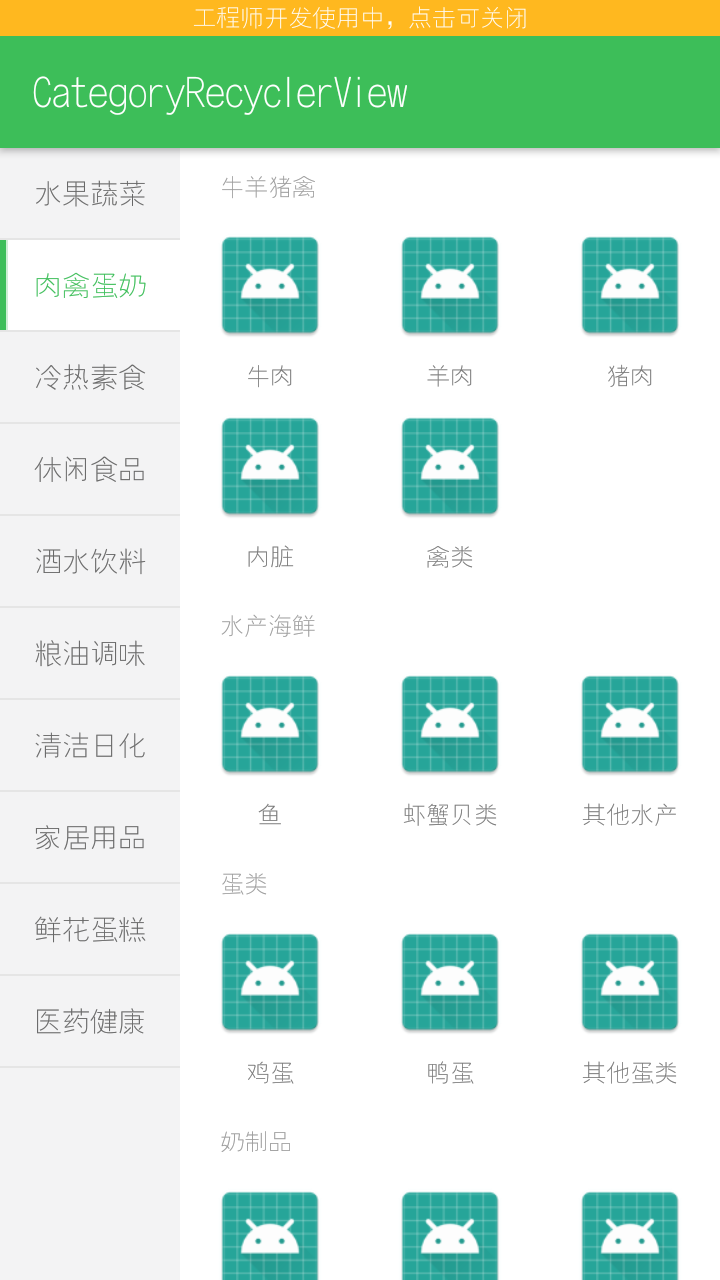 工程师开发使用中，点击可关闭
CategoryRecyclerView
水果蔬菜
肉禽蛋奶
冷热素食
休闲食品
酒水饮料
粮油调味
清洁日化
家居用品
鲜花蛋糕
医药健康
牛羊猪禽
牛肉 羊肉 猪肉
内脏 禽类
水产海鲜
鱼 虾蟹贝类 其他水产
蛋类
鸡蛋 鸭蛋 其他蛋类
奶制品